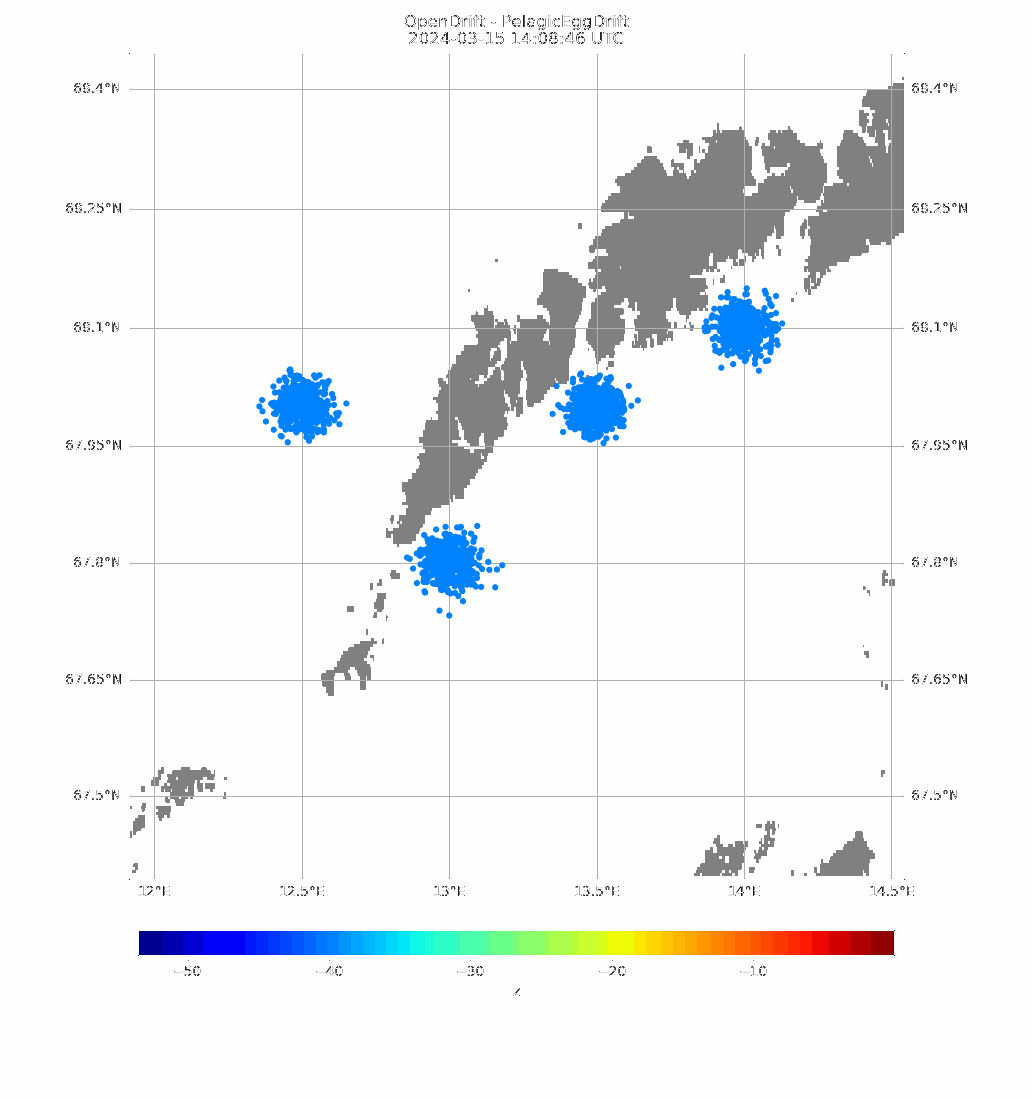 OpenDrift - PelagicEggDrift
2024-03-15 14:08:46 UTC
68.4°N 68.4°N
68.25°N 68.25°N
68.1°N 68.1°N
67.95°N 67.95°N
67.8°N 67.8°N
67.65°N 67.65°N
67.5°N 67.5°N
12°E 12.5°E 13°E 13.5°E 14°E 14.5°E
−50 −40 −30 −20 −10
z